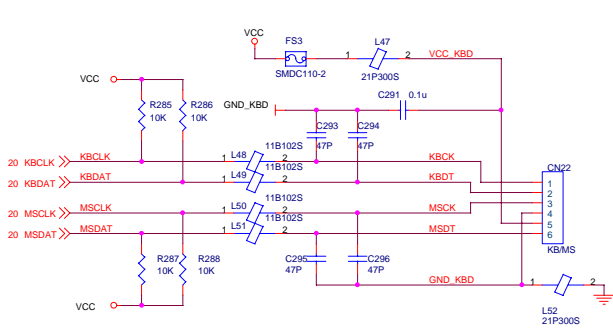 VCC FS3 L47
1 2 VCC_KBD
SMDC110-2 21P300S
VCC
C291 0.1u
R285 R286 GND_KBD
10K 10K
C293 C294
47P 47P
11B102S
20 KBCLK KBCLK 1 L48 2 KBCK
11B102S
20 KBDAT KBDAT 1 L49 2 KBDT
CN22
1
2
3
4
5
6
KB/MS
11B102S
20 MSCLK MSCLK 1 L50 2 MSCK
11B102S
20 MSDAT MSDAT 1 L51 2 MSDT
R287 R288 C295 C296
10K 10K 47P 47P
GND_KBD 1 2
VCC
L52
21P300S